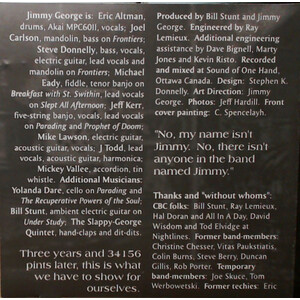 Jimmy George is: Eric Altman,
drums, Akai MPC60II, vocals; Joel
Carlson, mandolin, bass on Frontiers;
Steve Donnelly, bass, vocals,
electric guitar, lead vocals and
mandolin on Frontiers; Michael
Eady, fiddle, tenor banjo on
Breakfast with St. Swithin, lead vocals
on Slept All Afternoon; Jeff Kerr,
five-string banjo, vocals, lead vocals
on Parading and Prophet of Doom;
Mike Lawson, electric guitar,
acoustic guitar, vocals; J Todd, lead
vocals, acoustic guitar, harmonica;
Mickey Vallee, accordion, tin
whistle. Additional Musicians:
Yolanda Dare, cello on Parading and
The Recuperative Powers of the Soul;
Bill Stunt, ambient electric guitar on
Under Study; The Slappy-George
Quintet, hand-claps and dit-dits.
Three years and 34156
pints later, this is what
we have to show for
ourselves.
Produced by Bill Stunt and Jimmy
George. Engineered by Ray
Lemieux. Additional engineering
assistance by Dave Bignell, Marty
Jones and Kevin Risto. Recorded
and mixed at Sound of One Hand,
Ottawa Canada. Design: Stephen K.
Donnelly. Art Direction: Jimmy
George. Photos: Jeff Hardill. Front
cover painting: C. Spencelayh.
"No, my name isn't
Jimmy. No, there isn't
anyone in the band
named Jimmy."
Thanks and "without whoms":
CBC folks: Bill Stunt, Ray Lemieux,
Hal Doran and All In A Day, David
Wisdom and Tod Elvidge at
Nightlines. Former band-members:
Christine Chesser, Vitas Paukstiatis,
Colin Burns, Steve Berry, Duncan
Gillis, Rob Porter. Temporary
band-members: Joe Skuce, Tom
Werbowetski. Former techies: Eric